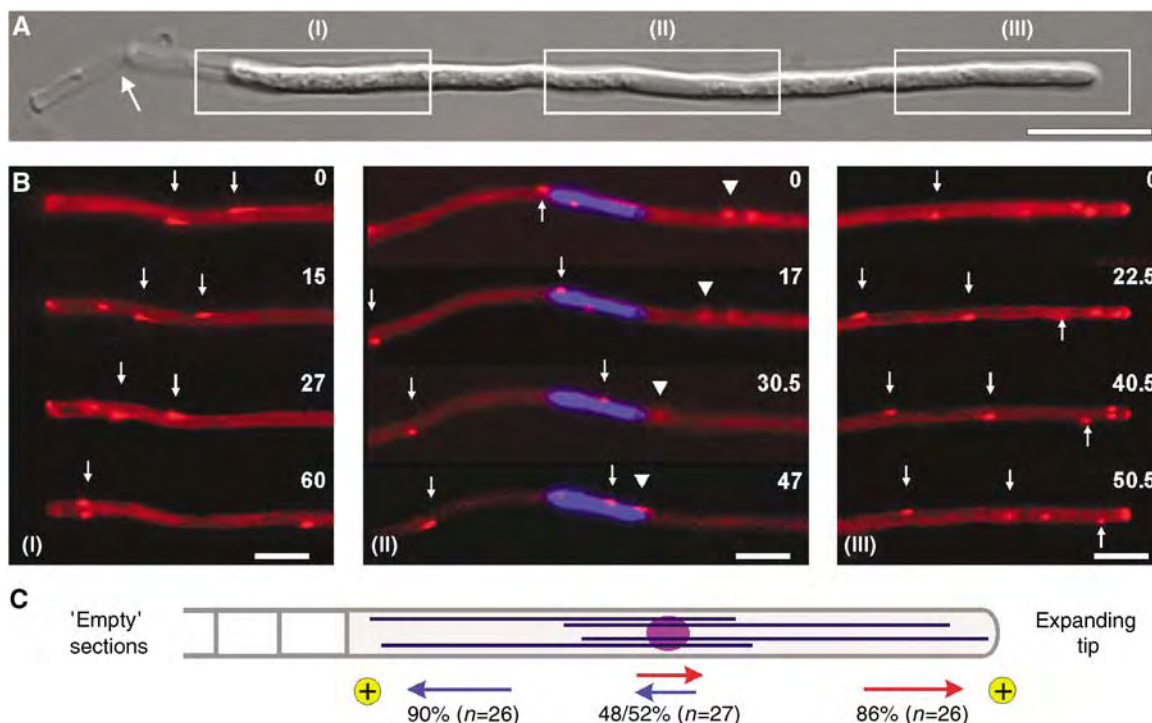 A
(I)
(II)
(III)
B
0
15
27
60
(I)
0
17
30.5
47
(II)
0
22.5
40.5
50.5
(III)
C
'Empty'
sections
Expanding
tip
+
+
90% (n=26)
48/52% (n=27)
86% (n=26)